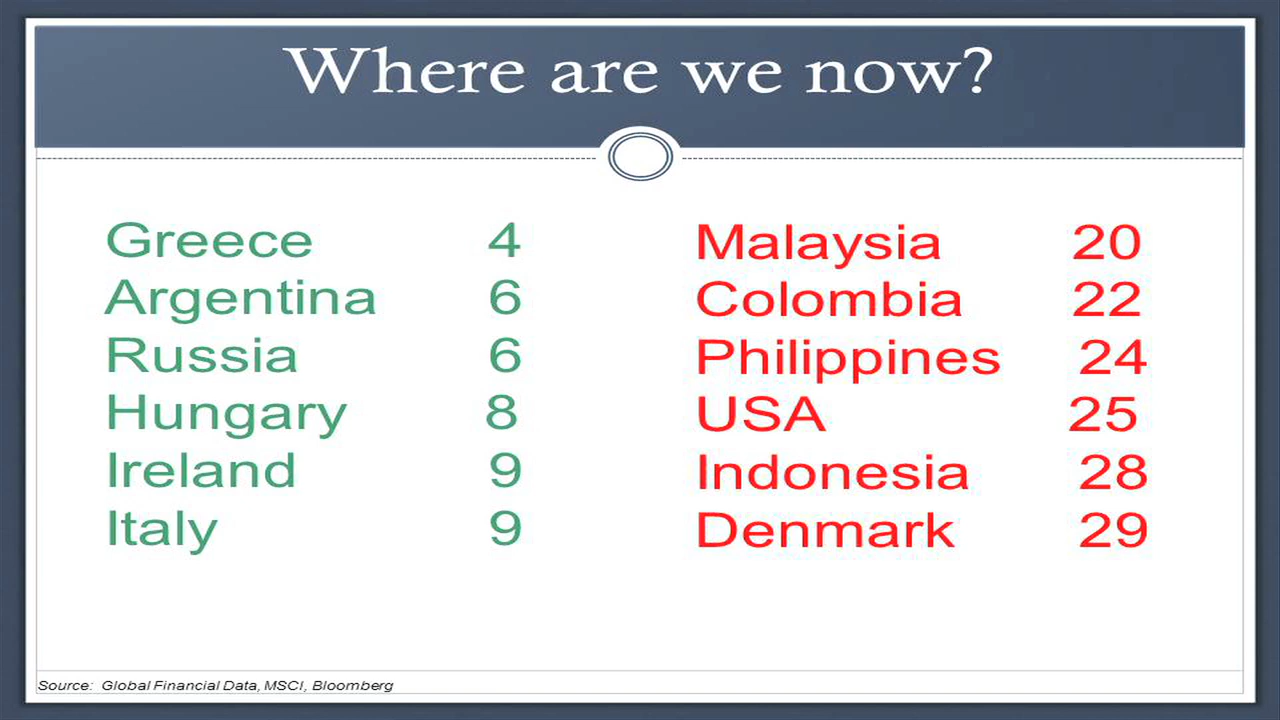 Where are we now?
Greece 4
Argentina 6
Russia 6
Hungary 8
Ireland 9
Italy 9
Malaysia 20
Colombia 22
Philippines 24
USA 25
Indonesia 28
Denmark 29
Source: Global Financial Data, MSCI, Bloomberg